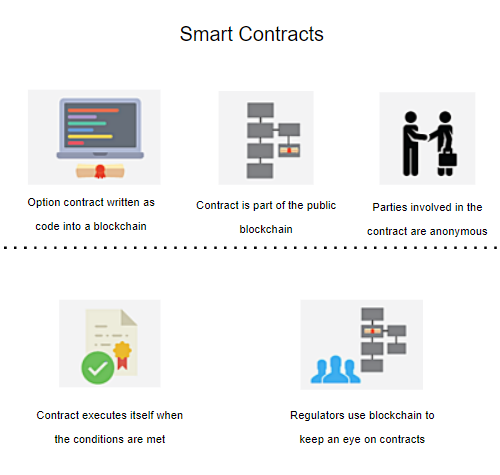 Smart Contracts
Option contract written as
code into a blockchain
Contract is part of the public
blockchain
Parties involved in the
contract are anonymous
Contract executes itself when
the conditions are met
Regulators use blockchain to
keep an eye on contracts